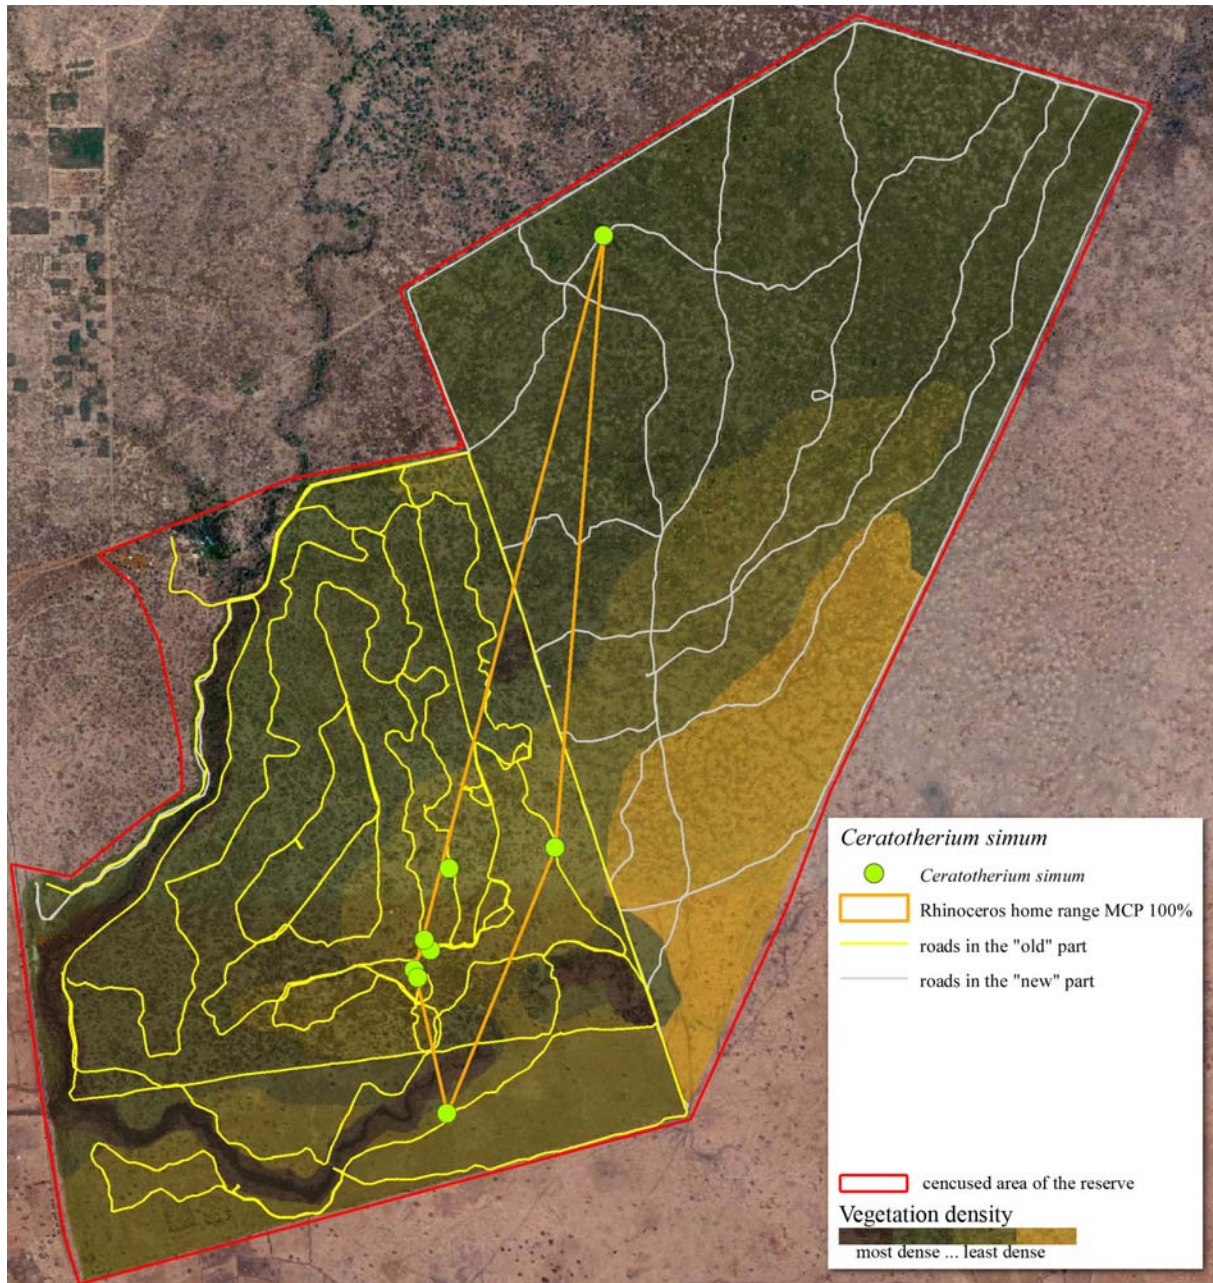 Ceratotherium simum
Ceratotherium simum
Rhinoceros home range MCP 100%
roads in the "old" part
roads in the "new" part
cencused area of the reserve
Vegetation density
most dense ... least dense